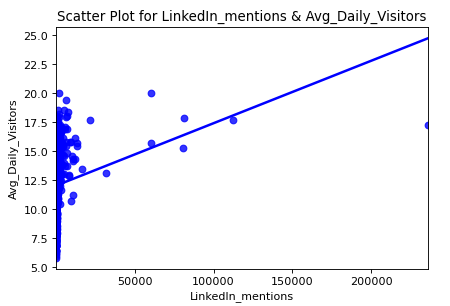 Scatter Plot for LinkedIn_mentions & Avg_Daily_Visitors
25.0
22.5
20.0
17.5
15.0
12.5
10.0
7.5
5.0
Avg_Daily_Visitors
50000 100000 150000 200000
LinkedIn_mentions